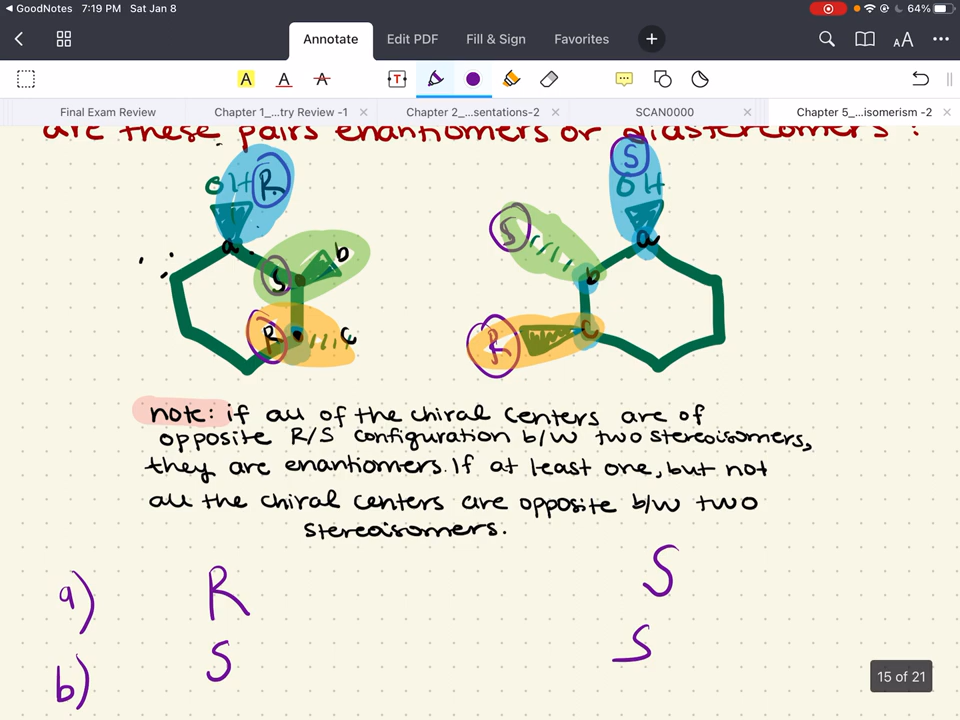 GoodNotes 7:19 PM Sat Jan 8 64%
Annotate Edit PDF Fill & Sign Favorites
A A A T AA
Final Exam Review Chapter 1_...try Review -1 Chapter 2_...sentations-2 SCAN0000 Chapter 5_...isomerism -2
are these pairs enantiomers or diastereomers?
OH R S OH
a S b S b a
R c R c
note: if all of the chiral centers are of
opposite R/S configuration b/w two stereoisomers,
they are enantiomers. If at least one, but not
all the chiral centers are opposite b/w two
stereoisomers.
a) R S
b) S S
15 of 21